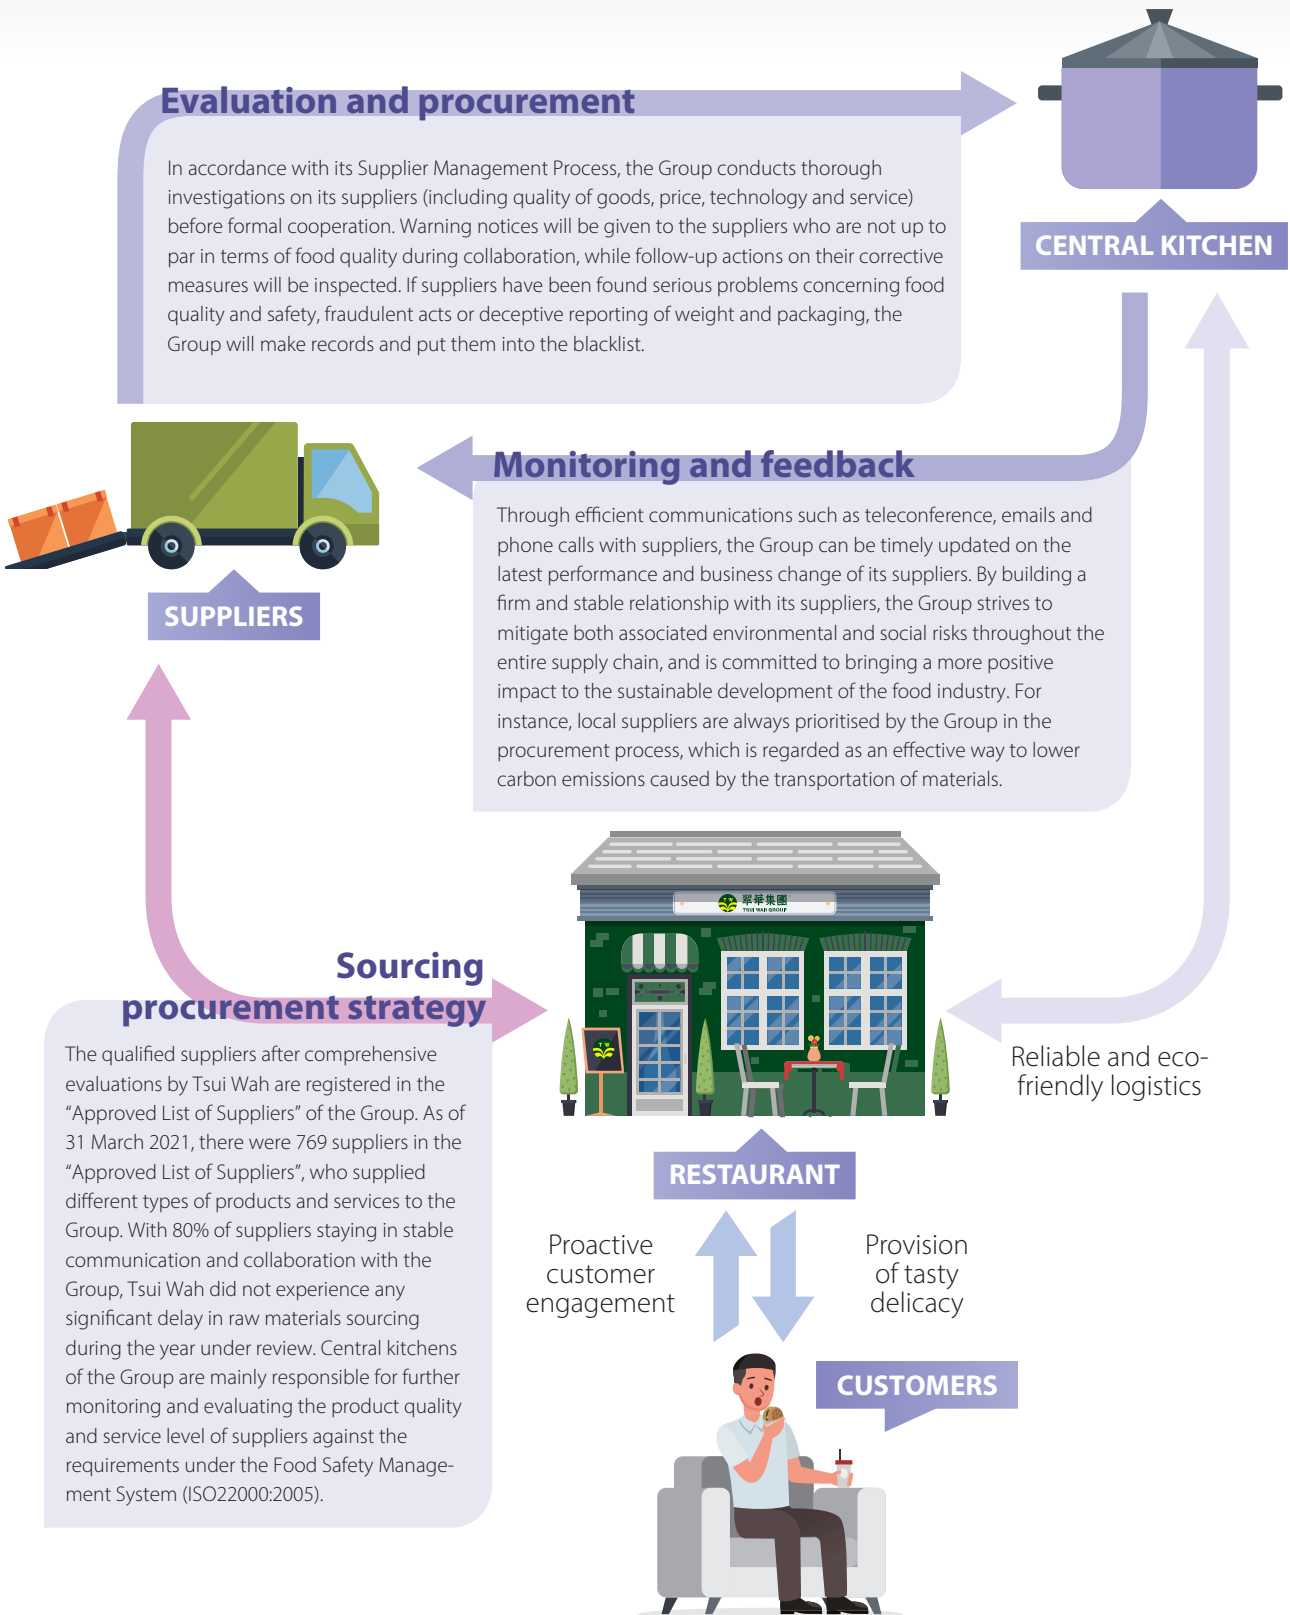 Evaluation and procurement
In accordance with its Supplier Management Process, the Group conducts thorough
investigations on its suppliers (including quality of goods, price, technology and service)
before formal cooperation. Warning notices will be given to the suppliers who are not up to
par in terms of food quality during collaboration, while follow-up actions on their corrective
measures will be inspected. If suppliers have been found serious problems concerning food
quality and safety, fraudulent acts or deceptive reporting of weight and packaging, the
Group will make records and put them into the blacklist.
CENTRAL KITCHEN
Monitoring and feedback
Through efficient communications such as teleconference, emails and
phone calls with suppliers, the Group can be timely updated on the
latest performance and business change of its suppliers. By building a
firm and stable relationship with its suppliers, the Group strives to
mitigate both associated environmental and social risks throughout the
entire supply chain, and is committed to bringing a more positive
impact to the sustainable development of the food industry. For
instance, local suppliers are always prioritised by the Group in the
procurement process, which is regarded as an effective way to lower
carbon emissions caused by the transportation of materials.
SUPPLIERS
T W
翠華集團
TSUI WAH GROUP
T W
Sourcing
procurement strategy
The qualified suppliers after comprehensive
evaluations by Tsui Wah are registered in the
“Approved List of Suppliers” of the Group. As of
31 March 2021, there were 769 suppliers in the
“Approved List of Suppliers”, who supplied
different types of products and services to the
Group. With 80% of suppliers staying in stable
communication and collaboration with the
Group, Tsui Wah did not experience any
significant delay in raw materials sourcing
during the year under review. Central kitchens
of the Group are mainly responsible for further
monitoring and evaluating the product quality
and service level of suppliers against the
requirements under the Food Safety Manage-
ment System (ISO22000:2005).
Reliable and eco-
friendly logistics
RESTAURANT
Proactive
customer
engagement
Provision
of tasty
delicacy
CUSTOMERS